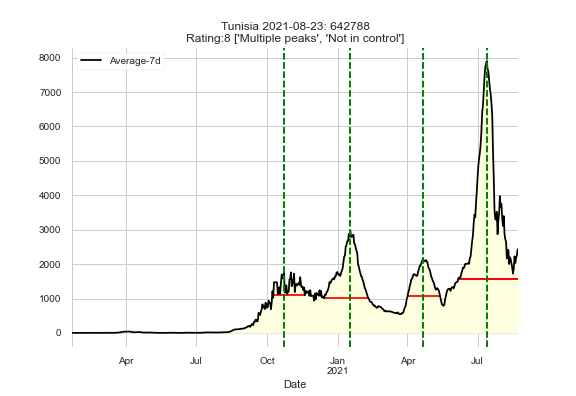 Tunisia 2021-08-23: 642788
Rating:8 ['Multiple peaks', 'Not in control']
Average-7d
8000
7000
6000
5000
4000
3000
2000
1000
0
Apr Jul Oct Jan Apr Jul
2021
Date